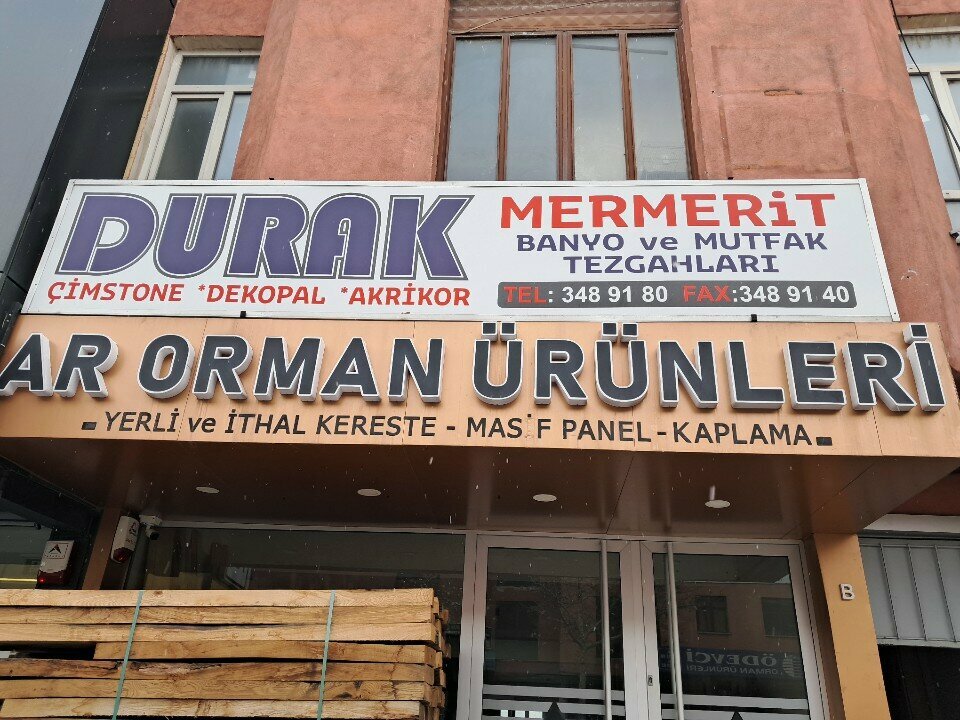 DURAK
ÇİMSTONE *DEKOPAL *AKRİKOR
MERMERiT
BANYO ve MUTFAK
TEZGAHLARI
TEL: 348 91 80 FAX:348 91 40
AR ORMAN ÜRÜNLERİ
YERLİ ve İTHAL KERESTE - MASİF PANEL - KAPLAMA
B
ÖDEVCİ
ORMAN ÜRÜNLERİ